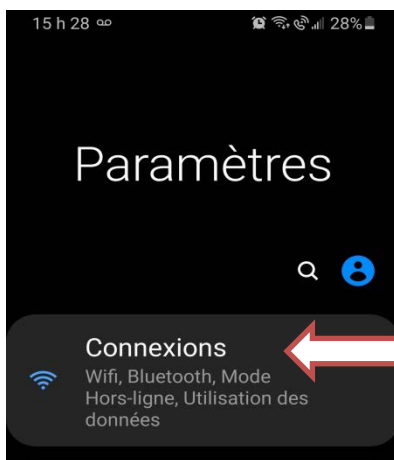 15 h 28 28%
Paramètres
Connexions
Wifi, Bluetooth, Mode
Hors-ligne, Utilisation des
données